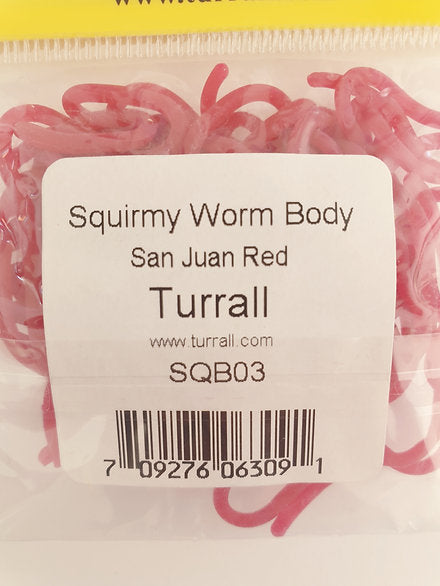 Squirmy Worm Body
San Juan Red
Turrall
www.turrall.com
SQB03
7 09276 06309 1